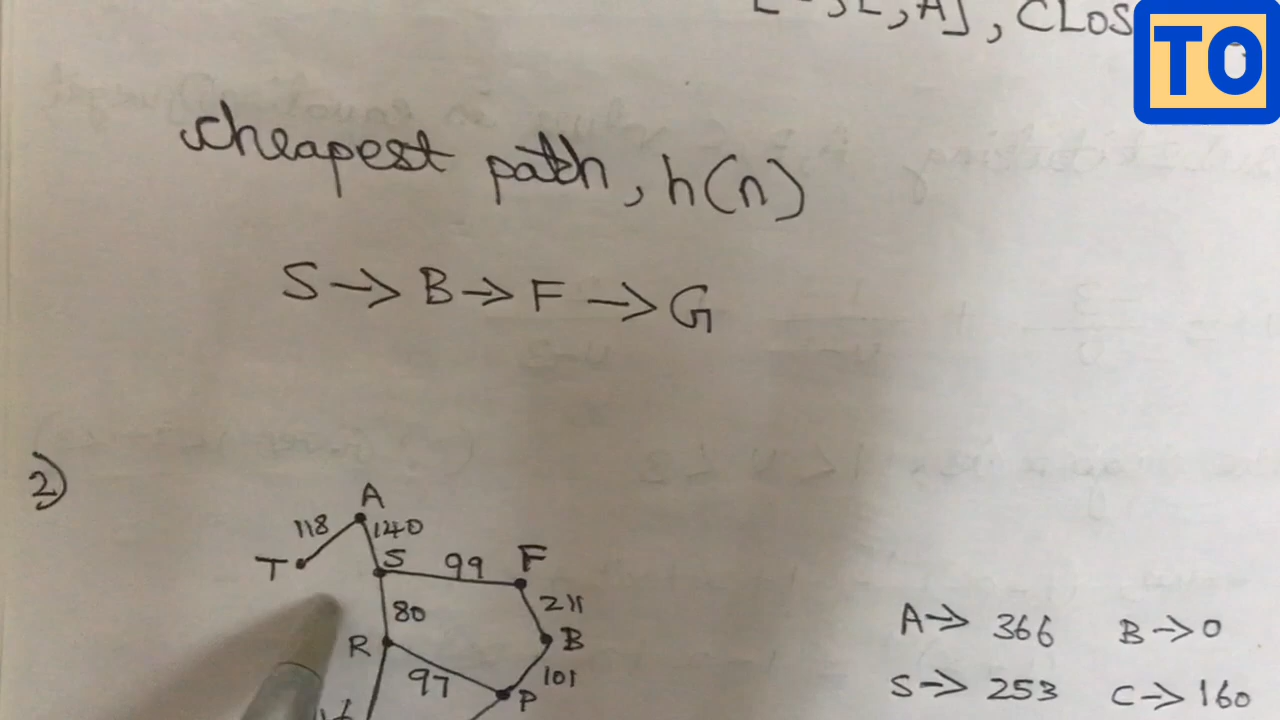 , A], CLOS
TO
cheapest path, h(n)
S → B → F → G
2)
A
118 140
T S 99 F
80 211
R B
97 101
P
A → 366 B → 0
S → 253 C → 160